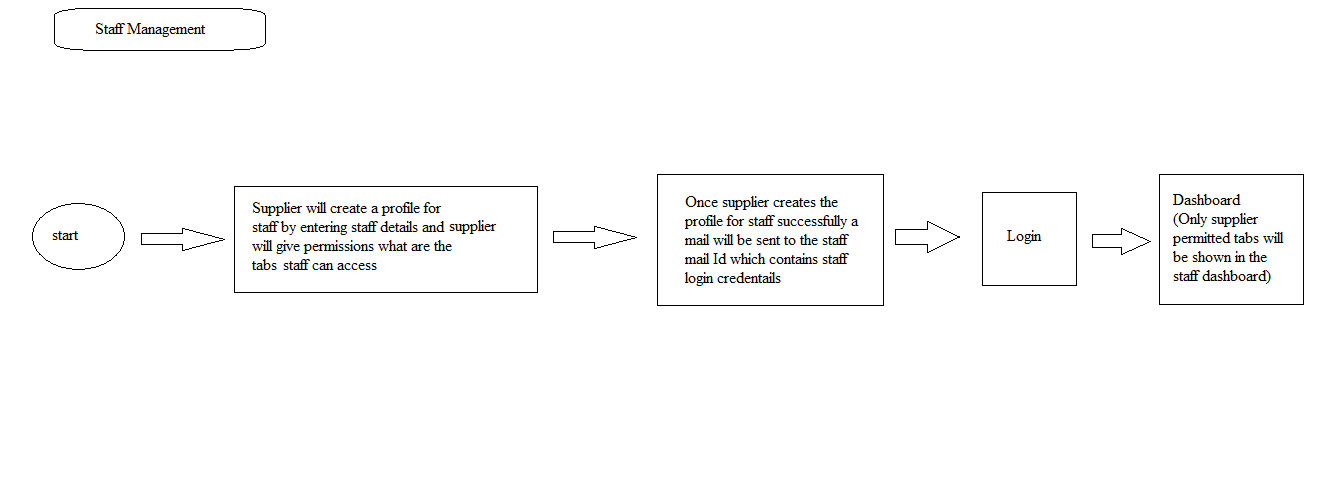 Staff Management
start
Supplier will create a profile for
staff by entering staff details and supplier
will give permissions what are the
tabs staff can access
Once supplier creates the
profile for staff successfully a
mail will be sent to the staff
mail Id which contains staff
login credentails
Login
Dashboard
(Only supplier
permitted tabs will
be shown in the
staff dashboard)